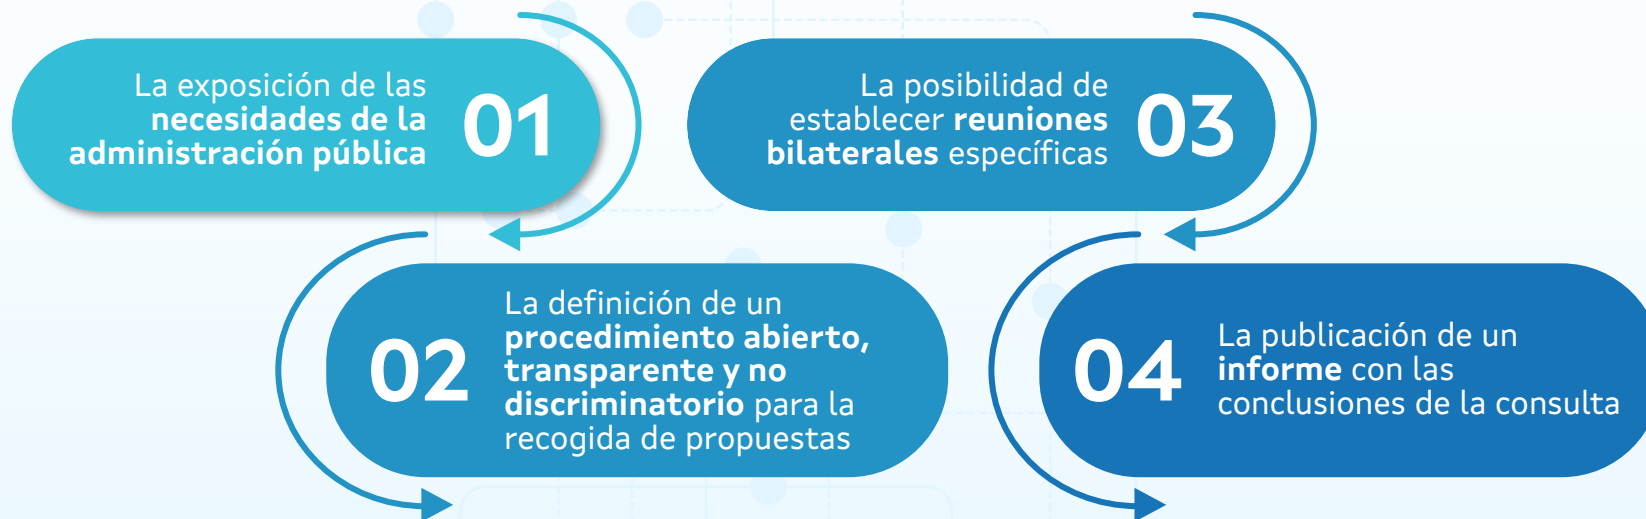 La exposición de las
necesidades de la
administración pública
01
02
La definición de un
procedimiento abierto,
transparente y no
discriminatorio para la
recogida de propuestas
La posibilidad de
establecer reuniones
bilaterales específicas
03
04
La publicación de un
informe con las
conclusiones de la consulta